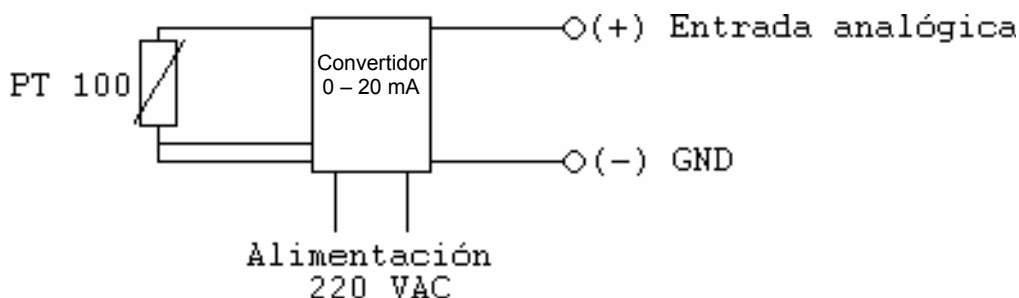 (+) Entrada analógica
Convertidor
0 – 20 mA
PT 100
(-) GND
Alimentación
220 VAC